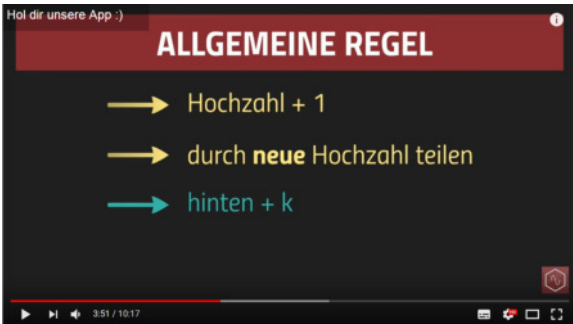 Hol dir unsere App :)
ALLGEMEINE REGEL
Hochzahl + 1
durch neue Hochzahl teilen
hinten + k
3:51 / 10:17